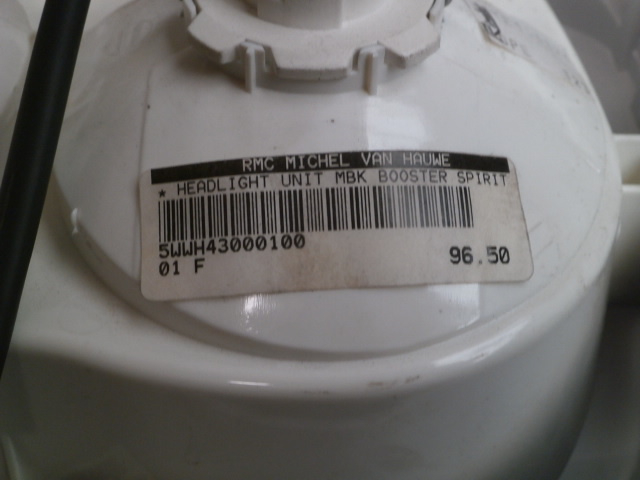 RMC MICHEL VAN HAUWE
* HEADLIGHT UNIT MBK BOOSTER SPIRIT
5WWH43000100
01 F 96.50